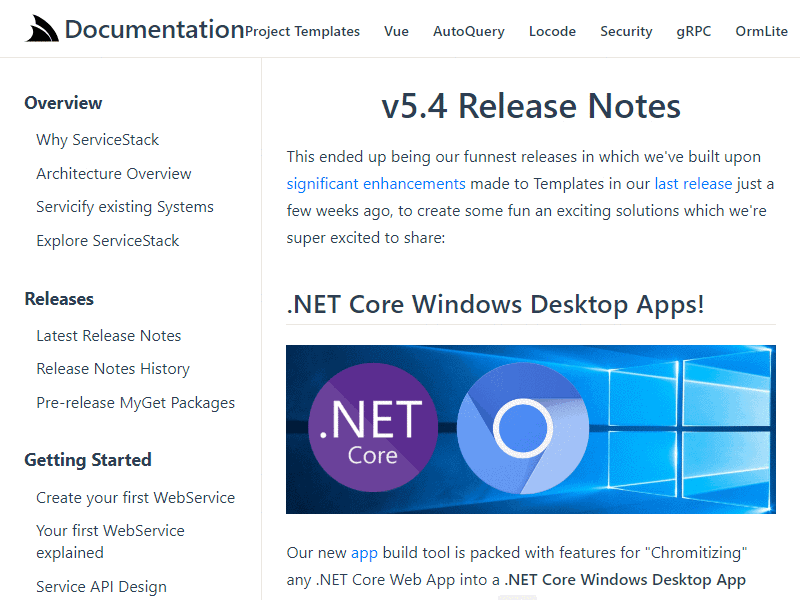 Documentation
Project Templates Vue AutoQuery Locode Security gRPC OrmLite
Overview
Why ServiceStack
Architecture Overview
Servicify existing Systems
Explore ServiceStack
Releases
Latest Release Notes
Release Notes History
Pre-release MyGet Packages
Getting Started
Create your first WebService
Your first WebService
explained
Service API Design
v5.4 Release Notes
This ended up being our funnest releases in which we've built upon
significant enhancements made to Templates in our last release just a
few weeks ago, to create some fun an exciting solutions which we're
super excited to share:
.NET Core Windows Desktop Apps!
.NET
Core
Our new app build tool is packed with features for "Chromitizing"
any .NET Core Web App into a .NET Core Windows Desktop App